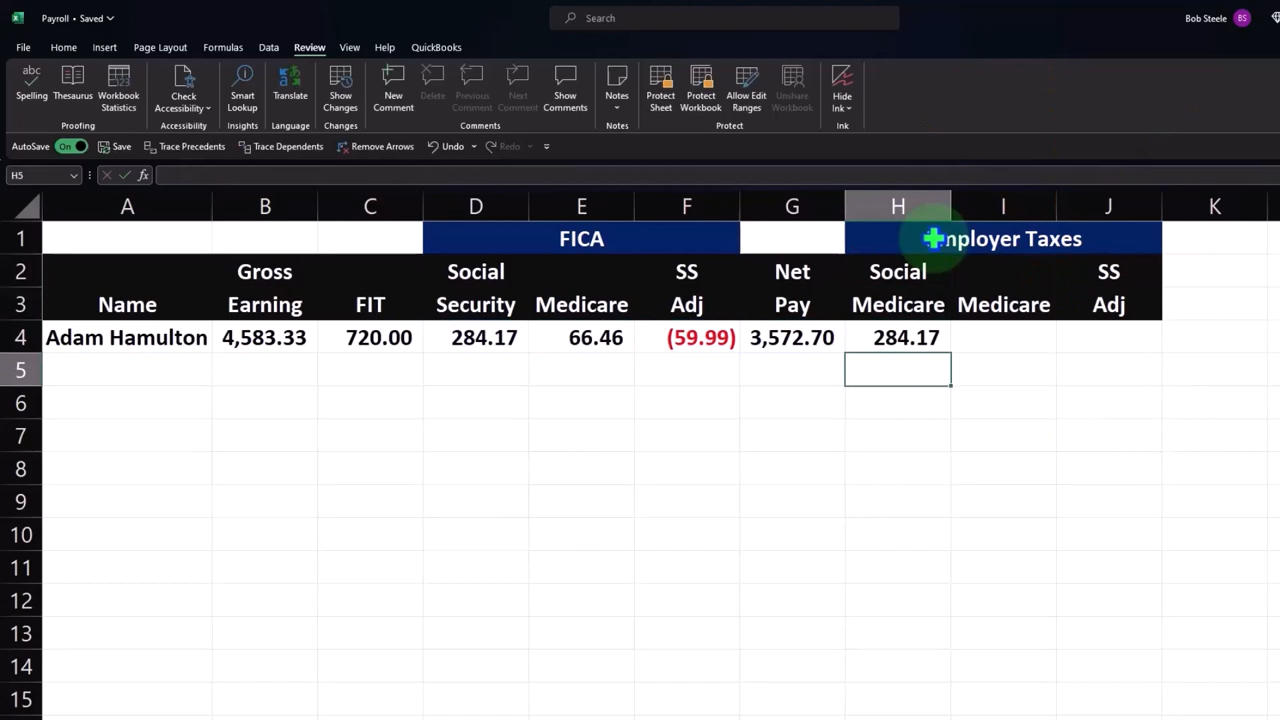 Payroll • Saved
Search
Bob Steele
BS
File Home Insert Page Layout Formulas Data Review View Help QuickBooks
abc
Spelling Thesaurus Workbook Statistics
Check Accessibility
Smart Lookup
Translate
Show Changes
New Comment
Delete
Previous Comment
Next Comment
Show Comments
Notes
Protect Sheet
Protect Workbook
Allow Edit Ranges
Unshare Workbook
Hide Ink
Proofing Accessibility Insights Language Changes Comments Notes Protect Ink
AutoSave On Save Trace Precedents Trace Dependents Remove Arrows Undo Redo
H5 fx
A B C D E F G H I J K
1 FICA mployer Taxes
2 Gross Social SS Net Social SS
3 Name Earning FIT Security Medicare Adj Pay Medicare Medicare Adj
4 Adam Hamulton 4,583.33 720.00 284.17 66.46 (59.99) 3,572.70 284.17
5
6
7
8
9
10
11
12
13
14
15